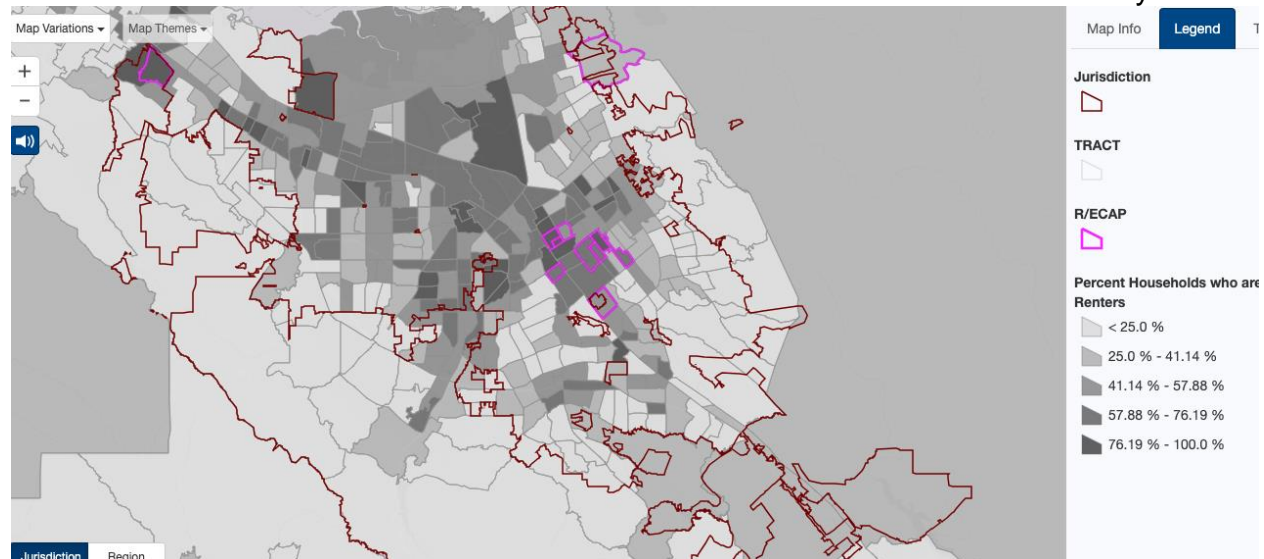 Map Variations
Map Themes
+
−
Map Info
Legend
T
Jurisdiction
TRACT
R/ECAP
Percent Households who are
Renters
< 25.0 %
25.0 % - 41.14 %
41.14 % - 57.88 %
57.88 % - 76.19 %
76.19 % - 100.0 %
Jurisdiction
Region